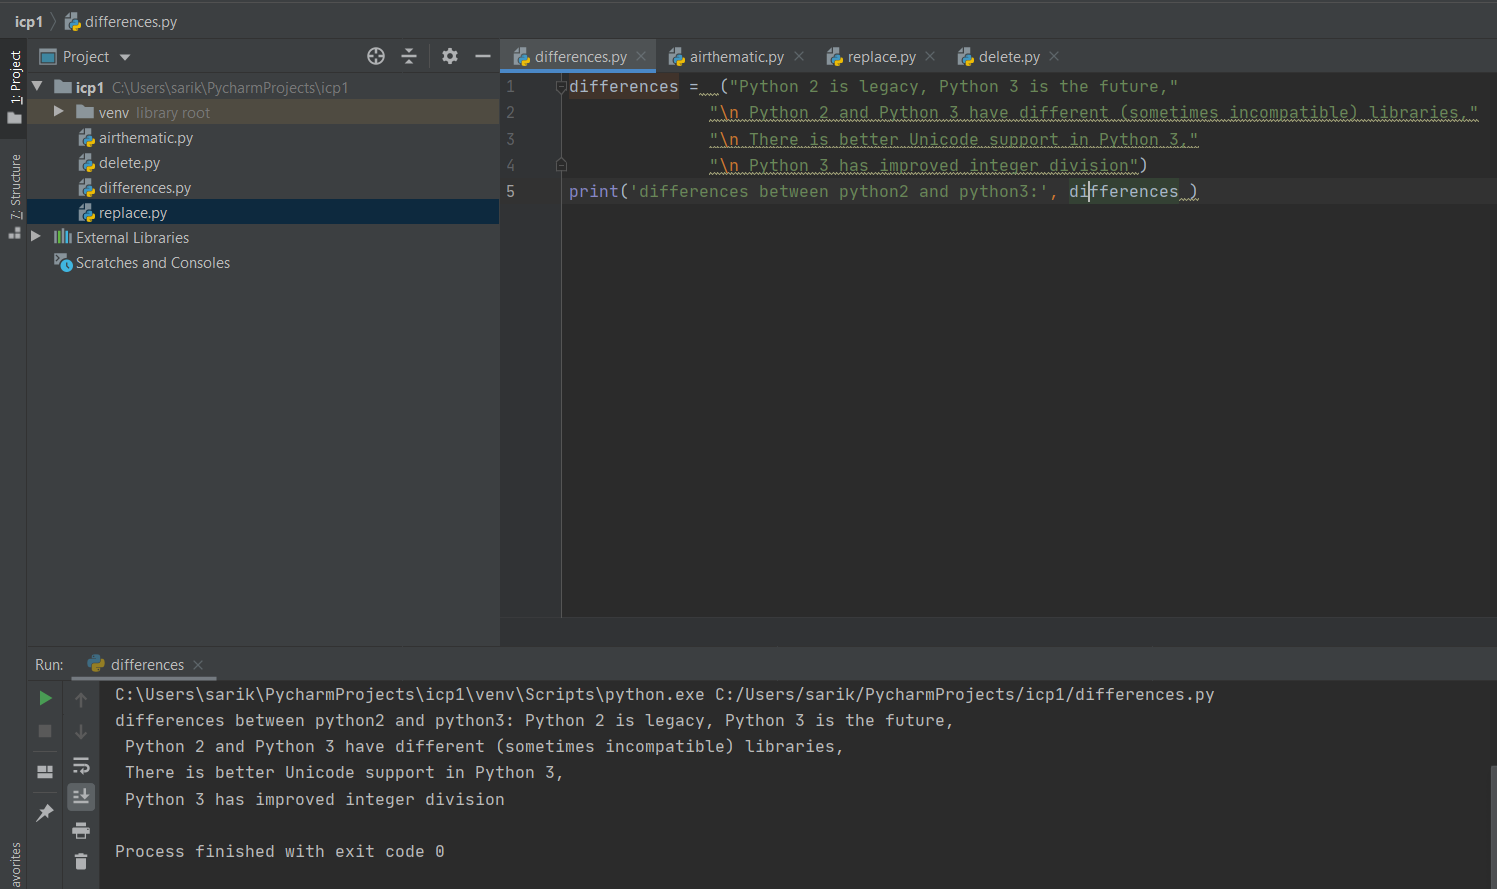 icp1 differences.py
1: Project
7: Structure
avorites
Project
icp1 C:\Users\sarik\PycharmProjects\icp1
venv library root
airthematic.py
delete.py
differences.py
replace.py
External Libraries
Scratches and Consoles
differences.py airthematic.py replace.py delete.py
1 differences =  ("Python 2 is legacy, Python 3 is the future,"
2 "\n Python 2 and Python 3 have different (sometimes incompatible) libraries,"
3 "\n There is better Unicode support in Python 3,"
4 "\n Python 3 has improved integer division")
5 print('differences between python2 and python3:', differences )
Run: differences
C:\Users\sarik\PycharmProjects\icp1\venv\Scripts\python.exe C:/Users/sarik/PycharmProjects/icp1/differences.py
differences between python2 and python3: Python 2 is legacy, Python 3 is the future,
Python 2 and Python 3 have different (sometimes incompatible) libraries,
There is better Unicode support in Python 3,
Python 3 has improved integer division
Process finished with exit code 0